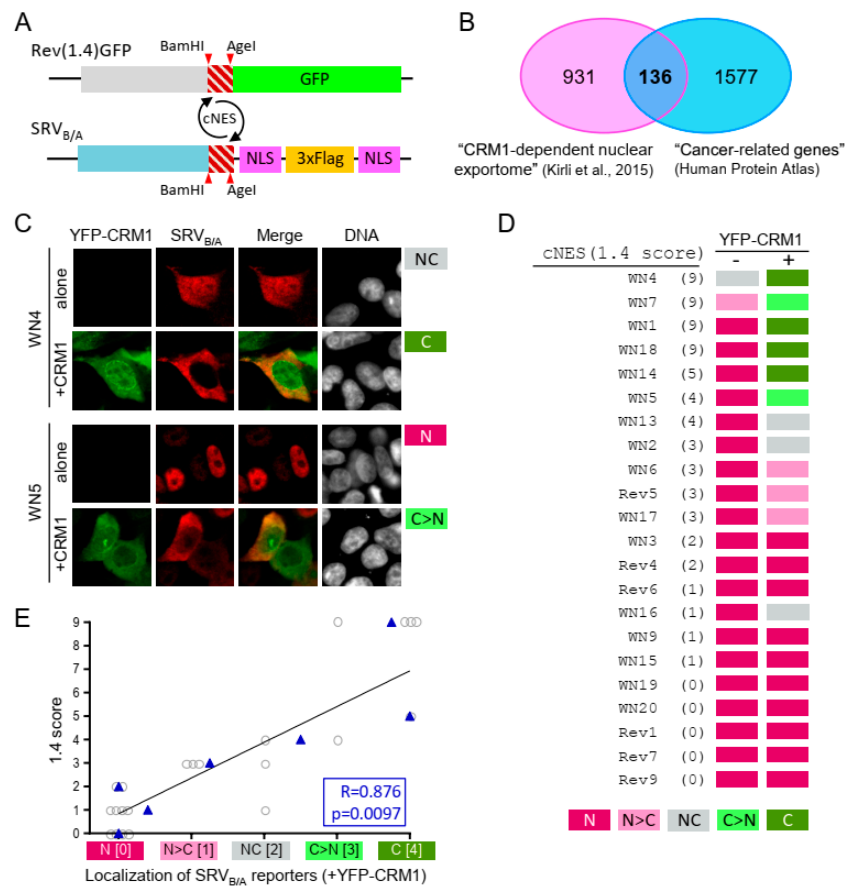 A
Rev(1.4)GFP
BamHI
AgeI
GFP
cNES
SRVB/A
NLS
3xFlag
NLS
BamHI
AgeI
B
931
136
1577
“CRM1-dependent nuclear
exportome” (Kirli et al., 2015)
“Cancer-related genes”
(Human Protein Atlas)
C
YFP-CRM1 SRVB/A Merge DNA
WN4
alone
NC
+CRM1
C
WN5
alone
N
+CRM1
C>N
D
YFP-CRM1
cNES(1.4 score) - +
WN4 (9)
WN7 (9)
WN1 (9)
WN18 (9)
WN14 (5)
WN5 (4)
WN13 (4)
WN2 (3)
WN6 (3)
Rev5 (3)
WN17 (3)
WN3 (2)
Rev4 (2)
Rev6 (1)
WN16 (1)
WN9 (1)
WN15 (1)
WN19 (0)
WN20 (0)
Rev1 (0)
Rev7 (0)
Rev9 (0)
N N>C NC C>N C
E
1.4 score
9
8
7
6
5
4
3
2
1
0
R=0.876
p=0.0097
N [0] N>C [1] NC [2] C>N [3] C [4]
Localization of SRVB/A reporters (+YFP-CRM1)